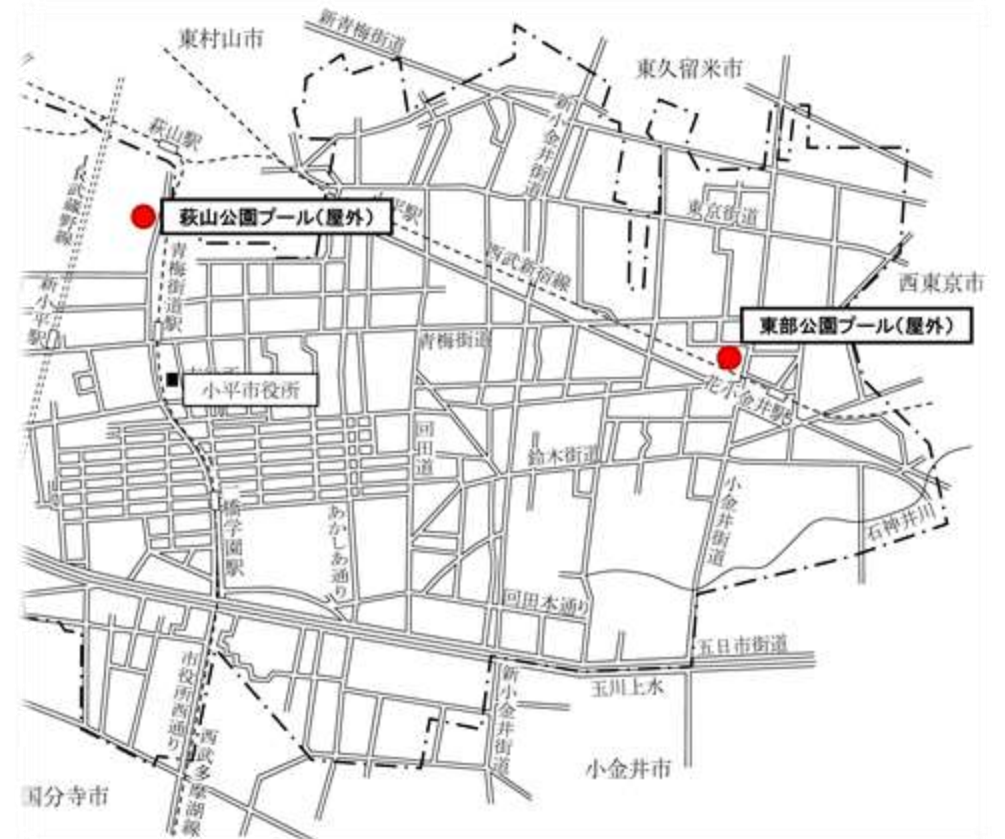 新青梅街道
東村山市
東久留米市
新小金井街道
萩山駅
武蔵野線
萩山公園プール(屋外)
平駅
東京街道
青梅街道駅
西武新宿線
西東京市
新小平駅
東部公園プール(屋外)
青梅街道
小平市役所
花小金井駅
回田道
鈴木街道
小金井街道
一橋学園駅
あかしあ通り
石神井川
回田本通り
五日市街道
玉川上水
新小金井街道
市役所西通り
西武多摩湖線
小金井市
国分寺市